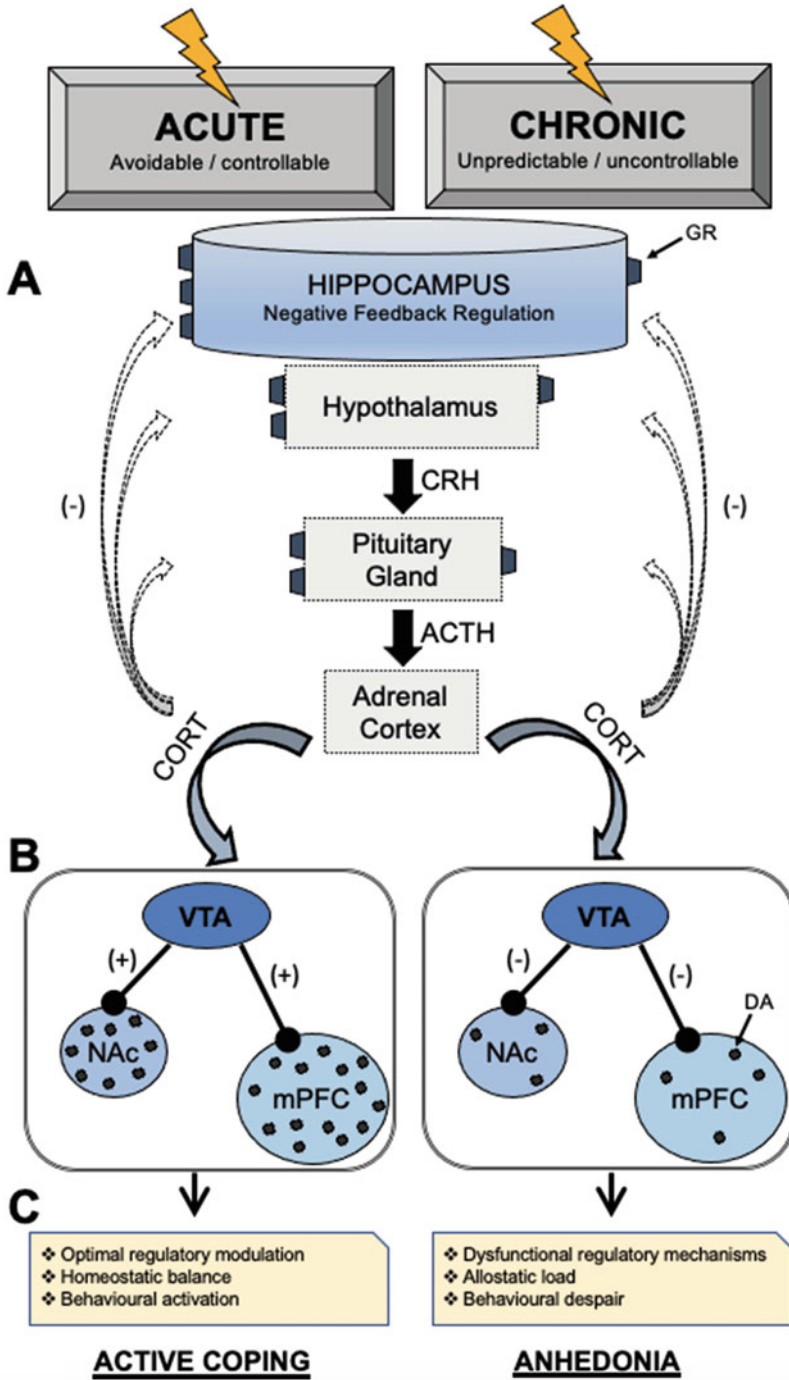 ACUTE
Avoidable / controllable
CHRONIC
Unpredictable / uncontrollable
A
GR
HIPPOCAMPUS
Negative Feedback Regulation
Hypothalamus
(-)
CRH
(-)
Pituitary
Gland
ACTH
Adrenal
Cortex
CORT
CORT
B
VTA
(+)
(+)
NAc
mPFC
VTA
(-)
(-)
DA
NAc
mPFC
C
❖ Optimal regulatory modulation
❖ Homeostatic balance
❖ Behavioural activation
❖ Dysfunctional regulatory mechanisms
❖ Allostatic load
❖ Behavioural despair
ACTIVE COPING
ANHEDONIA